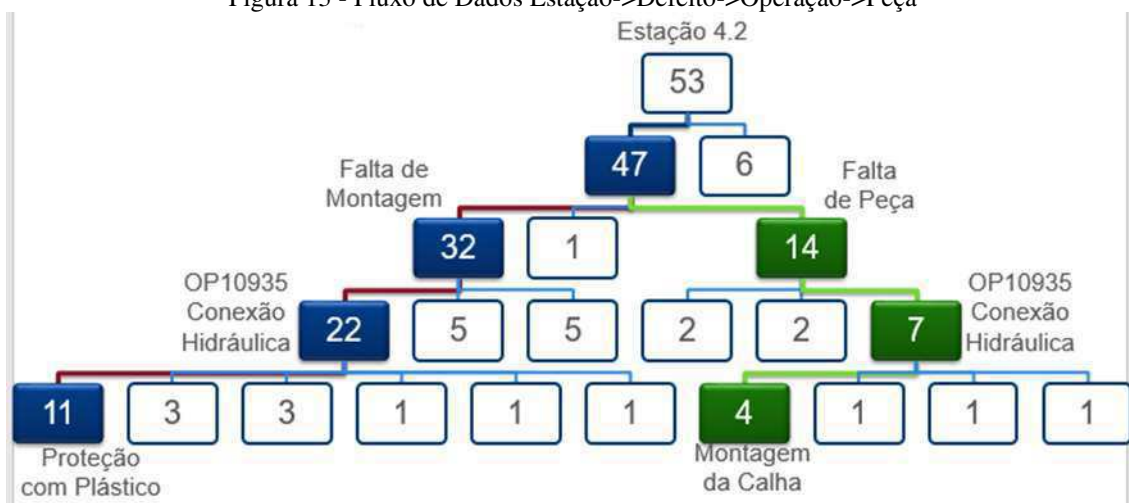 Figura 15 - Fluxo de Dados Estação->Defeito->Operação->Peça
Estação 4.2
53
47
6
Falta de
Montagem
Falta
de Peça
32
1
14
OP10935
Conexão
Hidráulica
22
5
5
2
2
7
OP10935
Conexão
Hidráulica
11
3
3
1
1
1
4
1
1
1
Proteção
com Plástico
Montagem
da Calha